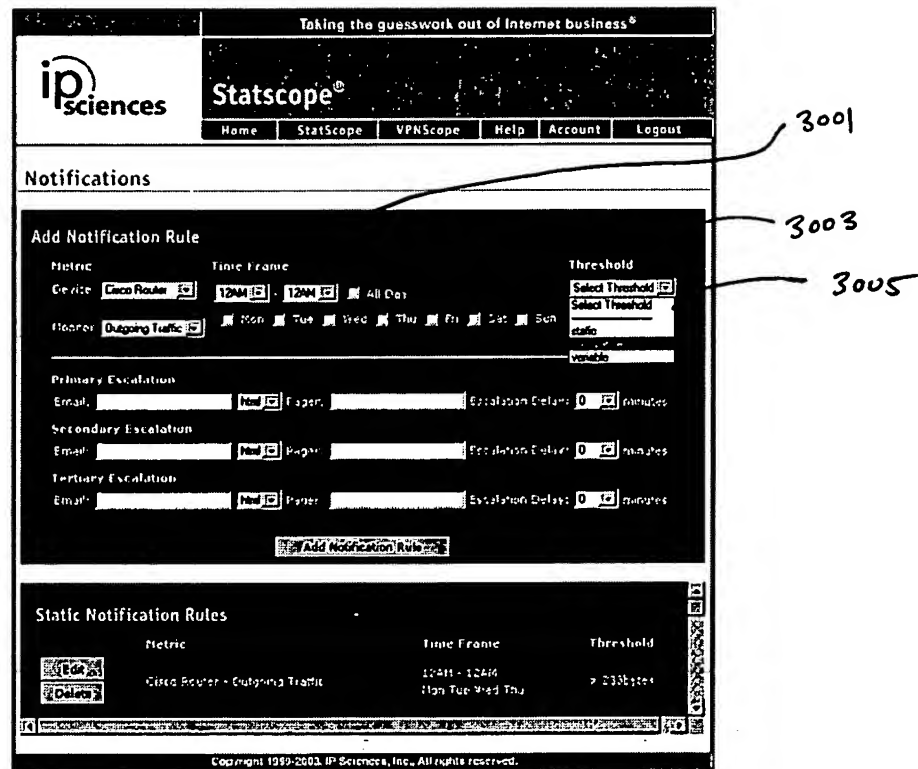 Taking the guesswork out of Internet business®
ip sciences
Statscope®
Home StatScope VPNScope Help Account Logout
3001
Notifications
3003
Add Notification Rule
Metric Time Frame Threshold
Device Cisco Router 12AM - 12AM All Day Select Threshold
3005
Select Threshold
Outgoing Traffic Mon Tue Wed Thu Fri Sat Sun
static
variable
Primary Escalation
Email: html Pager: Escalation Delay: 0 minutes
Secondary Escalation
Email: html Pager: Escalation Delay: 0 minutes
Tertiary Escalation
Email: html Pager: Escalation Delay: 0 minutes
Add Notification Rule
Static Notification Rules
Metric Time Frame Threshold
Edit
Delete
Cisco Router - Outgoing Traffic
12AM - 12AM
Mon Tue Wed Thu
> 233bytes
Copyright 1999-2003. IP Sciences, Inc., All rights reserved.